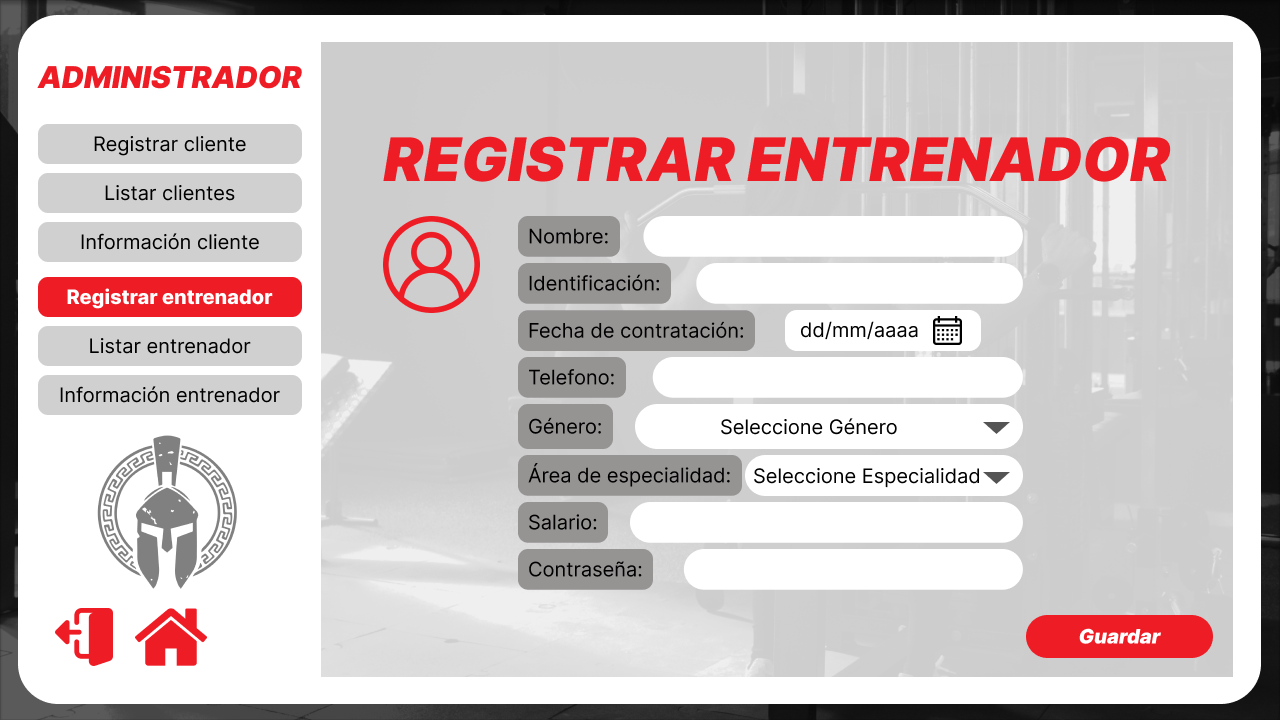 ADMINISTRADOR
Registrar cliente
Listar clientes
Información cliente
Registrar entrenador
Listar entrenador
Información entrenador
REGISTRAR ENTRENADOR
Nombre:
Identificación:
Fecha de contratación: dd/mm/aaaa
Telefono:
Género: Seleccione Género
Área de especialidad: Seleccione Especialidad
Salario:
Contraseña:
Guardar